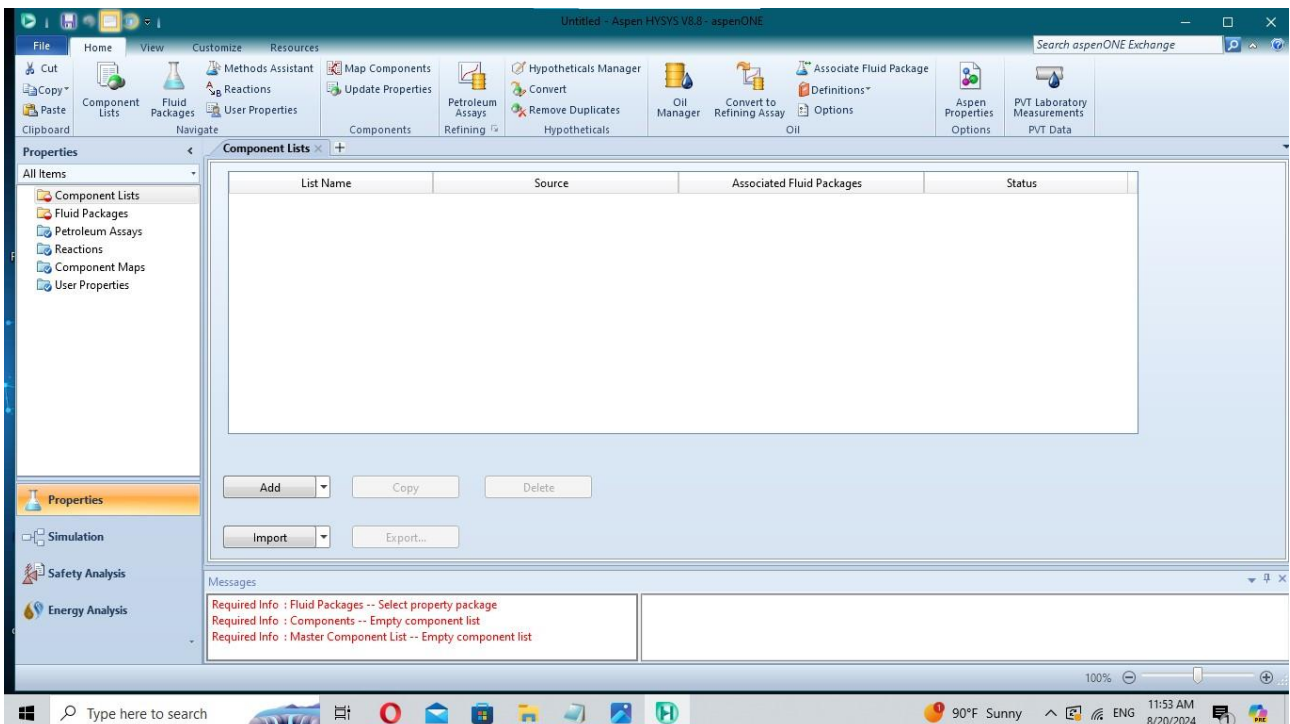 Untitled - Aspen HYSYS V8.8 - aspenONE
File Home View Customize Resources Search aspenONE Exchange
Cut
Copy
Paste
Clipboard
Component Lists
Fluid Packages
Navigate
Methods Assistant
Reactions
User Properties
Map Components
Update Properties
Components
Petroleum Assays
Refining
Hypotheticals Manager
Convert
Remove Duplicates
Hypotheticals
Oil Manager
Convert to Refining Assay
Associate Fluid Package
Definitions
Options
Oil
Aspen Properties
Options
PVT Laboratory Measurements
PVT Data
Properties
All Items
Component Lists
Fluid Packages
Petroleum Assays
Reactions
Component Maps
User Properties
Properties
Simulation
Safety Analysis
Energy Analysis
Component Lists
List Name Source Associated Fluid Packages Status
Add Copy Delete
Import Export...
Messages
Required Info : Fluid Packages -- Select property package
Required Info : Components -- Empty component list
Required Info : Master Component List -- Empty component list
100%
Type here to search
90°F Sunny
ENG
11:53 AM
8/20/2024
PRE